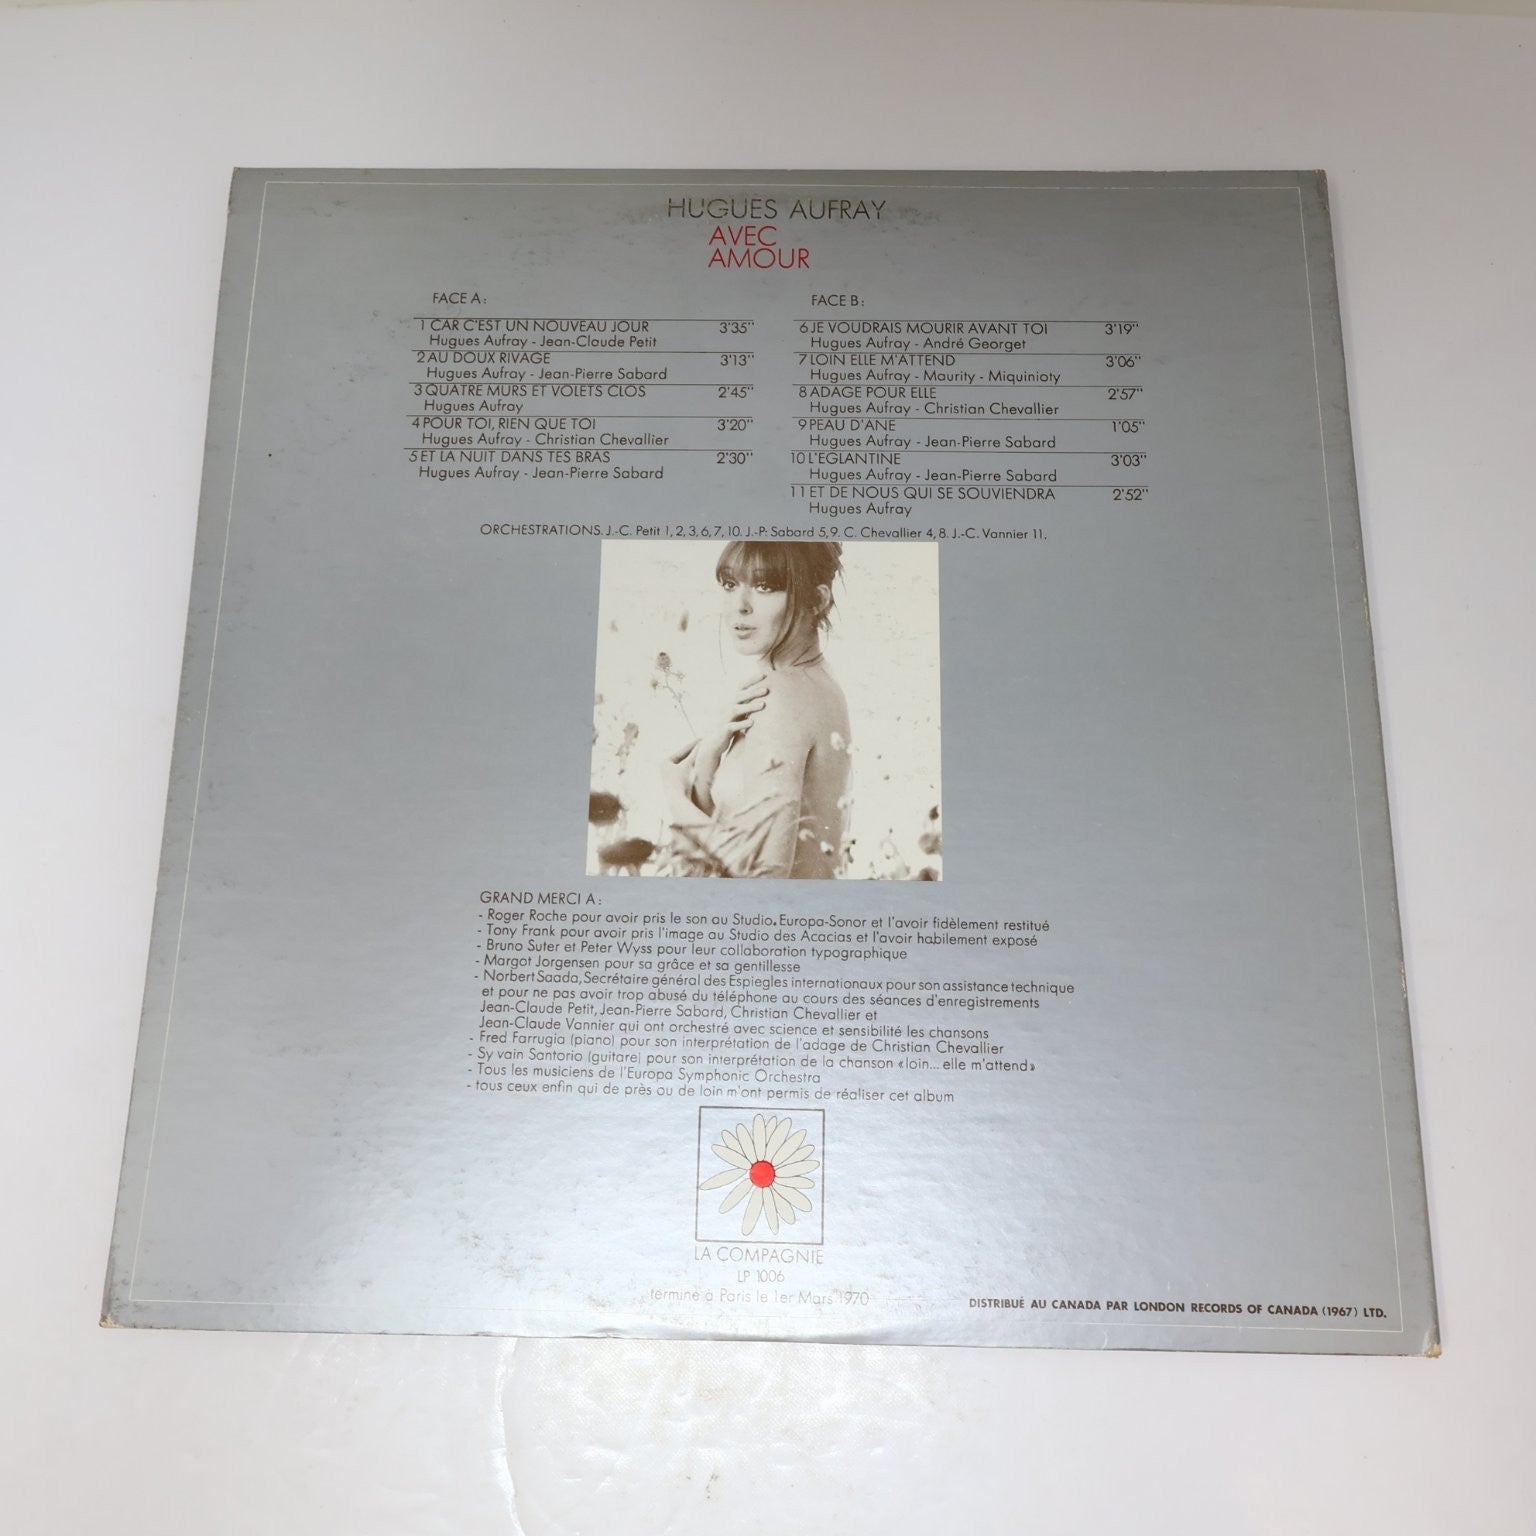 HUGUES AUFRAY
AVEC
AMOUR
FACE A:
1 CAR C'EST UN NOUVEAU JOUR 3'35"
Hugues Aufray - Jean-Claude Petit
2 AU DOUX RIVAGE 3'13"
Hugues Aufray - Jean-Pierre Sabard
3 QUATRE MURS ET VOLETS CLOS 2'45"
Hugues Aufray
4 POUR TOI, RIEN QUE TOI 3'20"
Hugues Aufray - Christian Chevallier
5 ET LA NUIT DANS TES BRAS 2'30"
Hugues Aufray - Jean-Pierre Sabard
FACE B:
6 JE VOUDRAIS MOURIR AVANT TOI 3'19"
Hugues Aufray - André Georget
7 LOIN ELLE M'ATTEND 3'06"
Hugues Aufray - Maurity - Miquinioty
8 ADAGE POUR ELLE 2'57"
Hugues Aufray - Christian Chevallier
9 PEAU D'ANE 1'05"
Hugues Aufray - Jean-Pierre Sabard
10 L'EGLANTINE 3'03"
Hugues Aufray - Jean-Pierre Sabard
11 ET DE NOUS QUI SE SOUVIENDRA 2'52"
Hugues Aufray
ORCHESTRATIONS. J.-C. Petit 1, 2, 3, 6, 7, 10. J.-P. Sabard 5, 9. C. Chevallier 4, 8. J.-C. Vannier 11.
GRAND MERCI A:
- Roger Roche pour avoir pris le son au Studio. Europa-Sonor et l'avoir fidèlement restitué
- Tony Frank pour avoir pris l'image au Studio des Acacias et l'avoir habilement exposé
- Bruno Suter et Peter Wyss pour leur collaboration typographique
- Margot Jorgensen pour sa grâce et sa gentillesse
- Norbert Saada, Secrétaire général des Espiegles internationaux pour son assistance technique
et pour ne pas avoir trop abusé du téléphone au cours des séances d'enregistrements
Jean-Claude Petit, Jean-Pierre Sabard, Christian Chevallier et
Jean-Claude Vannier qui ont orchestré avec science et sensibilité les chansons
- Fred Farrugia (piano) pour son interprétation de l'adage de Christian Chevallier
- Sy vain Santorio (guitare) pour son interprétation de la chanson «loin... elle m'attend»
- Tous les musiciens de l'Europa Symphonic Orchestra
- tous ceux enfin qui de près ou de loin m'ont permis de réaliser cet album
LA COMPAGNIE
LP 1006
terminé à Paris le 1er Mars 1970
DISTRIBUÉ AU CANADA PAR LONDON RECORDS OF CANADA (1967) LTD.